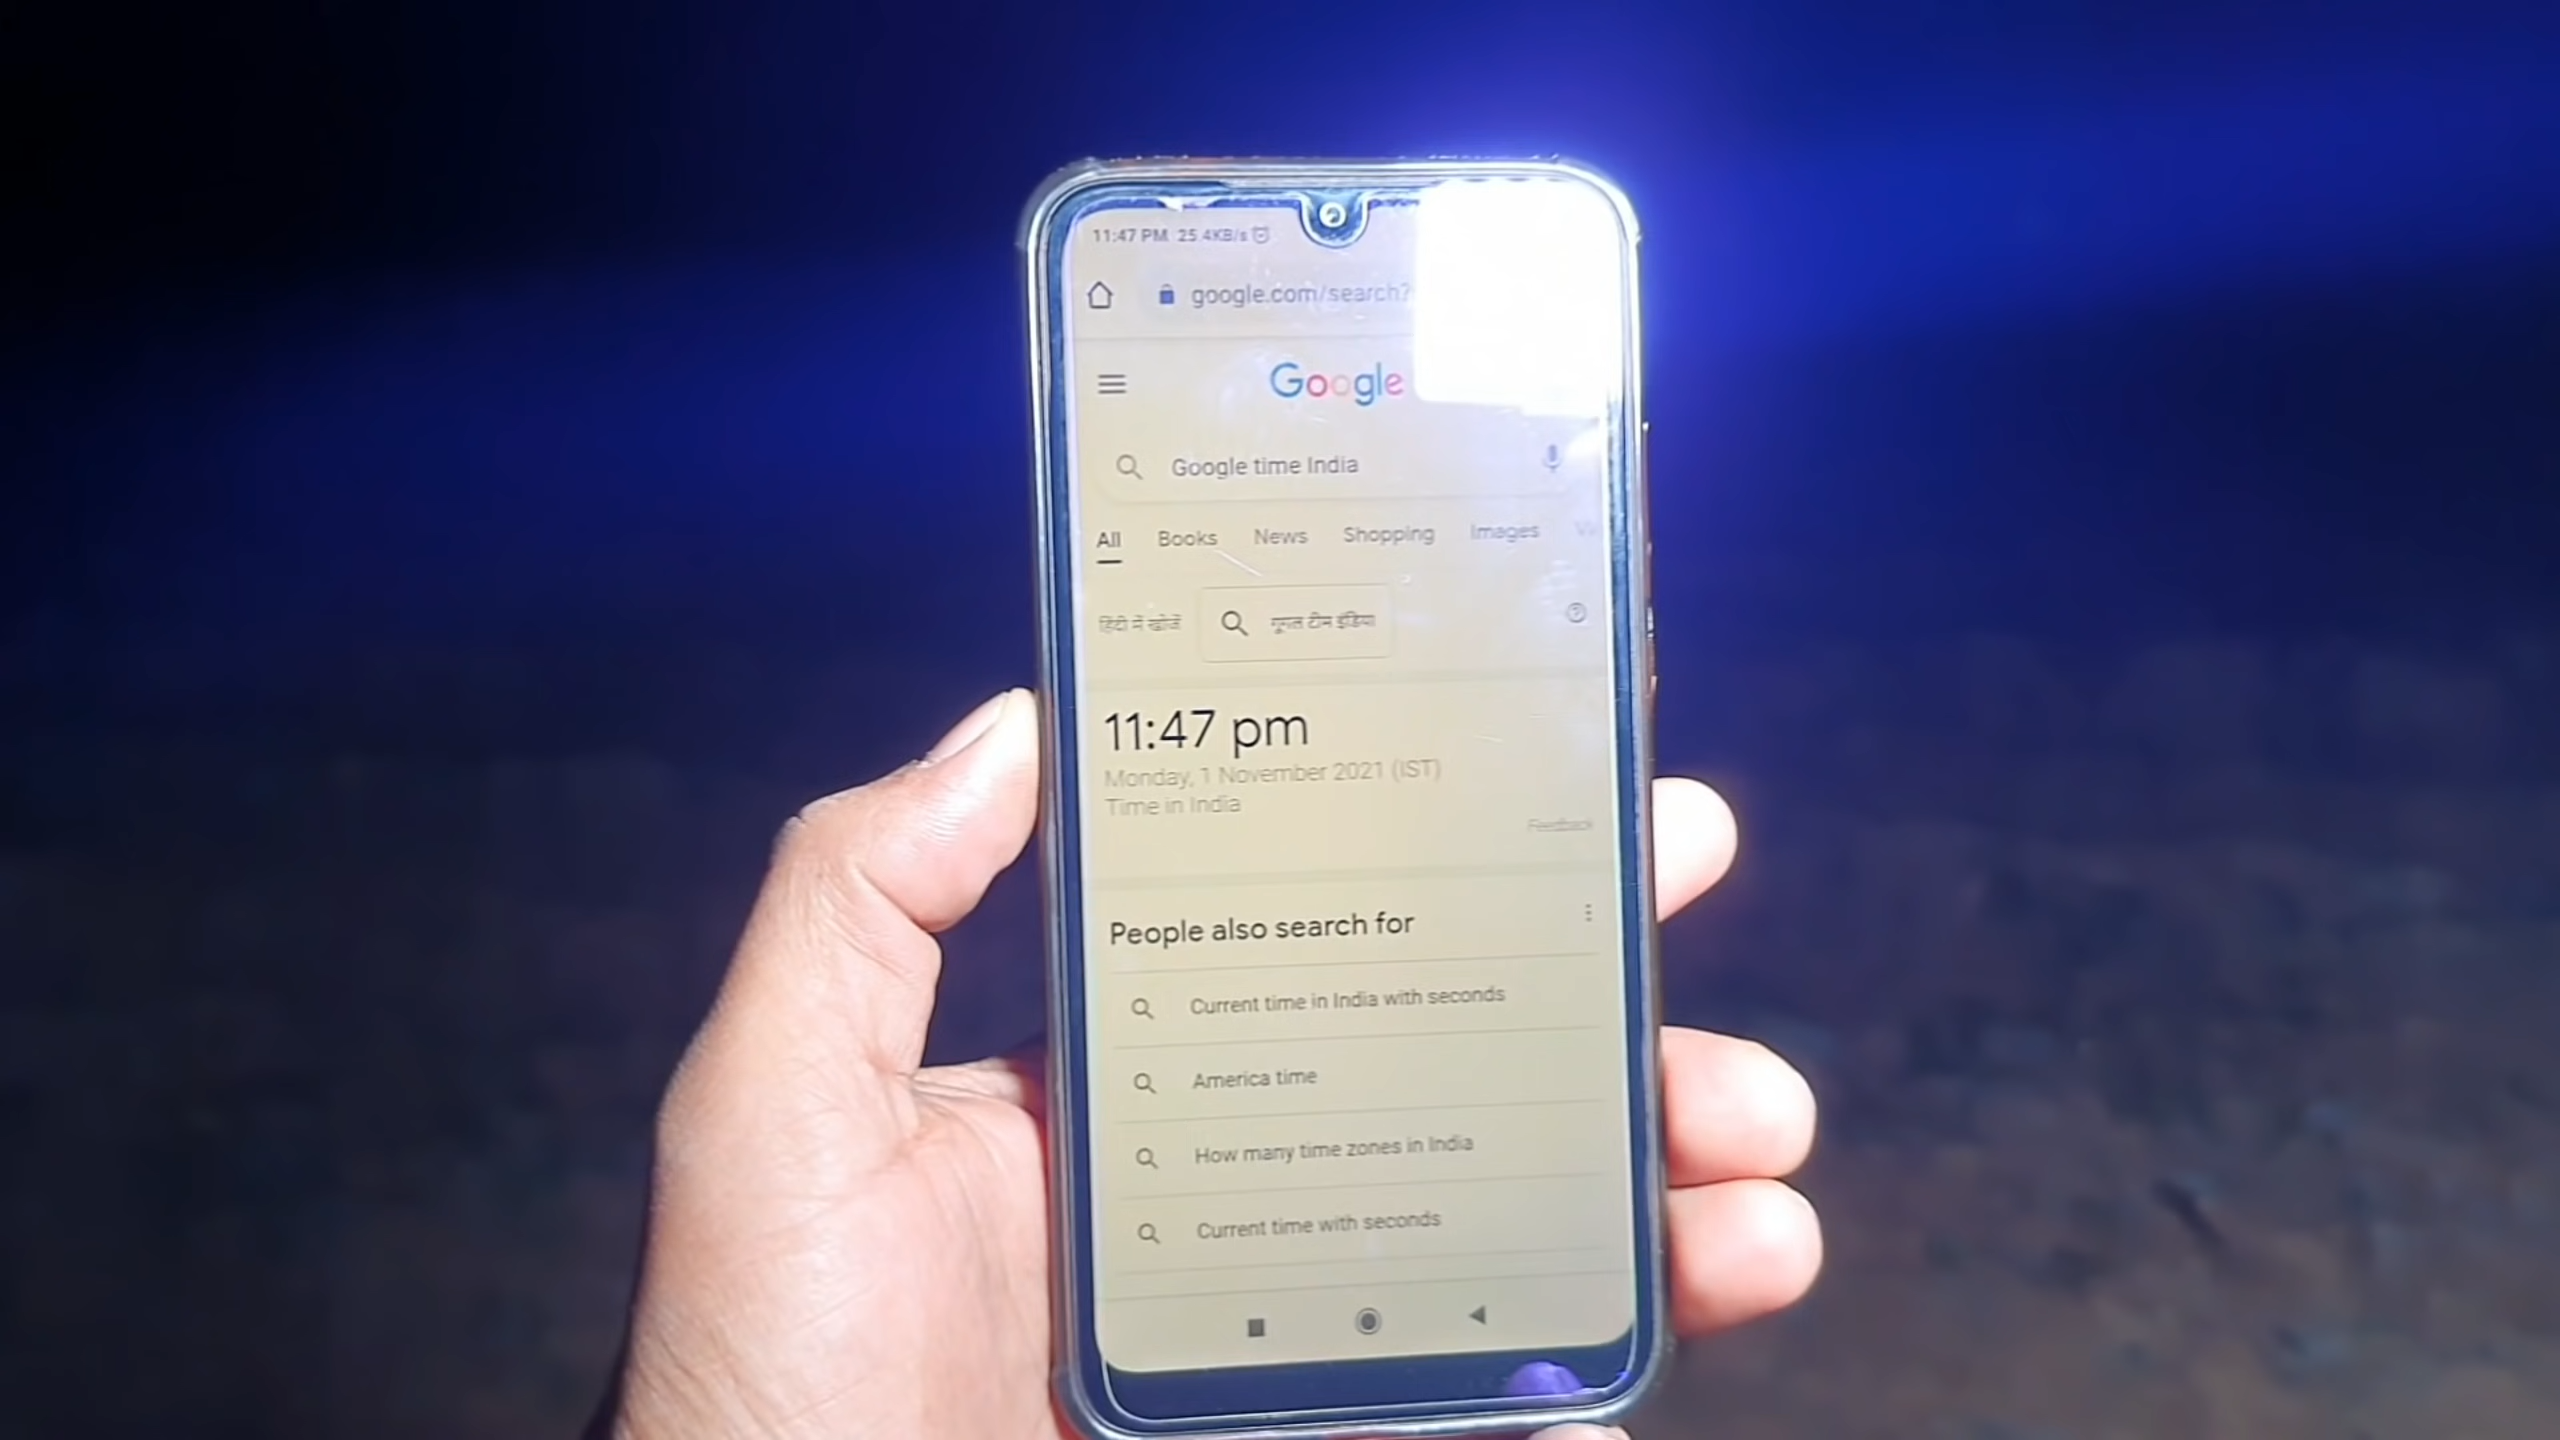 11:47 PM 25.4KB/s
google.com/search?
Google
Google time India
All Books News Shopping Images
हिंदी में खोजें गूगल टीम इंडिया
11:47 pm
Monday, 1 November 2021 (IST)
Time in India
Feedback
People also search for
Current time in India with seconds
America time
How many time zones in India
Current time with seconds